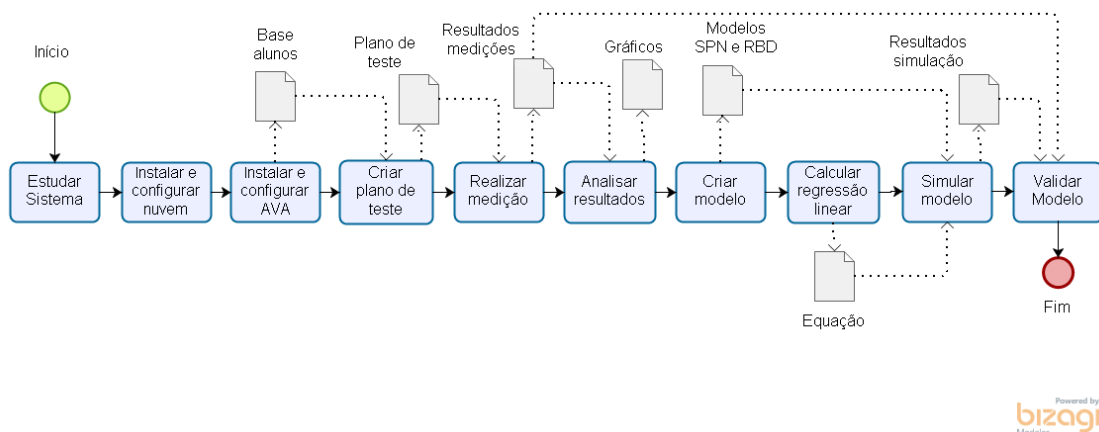 Início
Base
alunos
Plano de
teste
Resultados
medições
Gráficos
Modelos
SPN e RBD
Resultados
simulação
Estudar
Sistema
Instalar e
configurar
nuvem
Instalar e
configurar
AVA
Criar
plano de
teste
Realizar
medição
Analisar
resultados
Criar
modelo
Calcular
regressão
linear
Simular
modelo
Validar
Modelo
Equação
Fim
Powered by
bizagi
Modeler